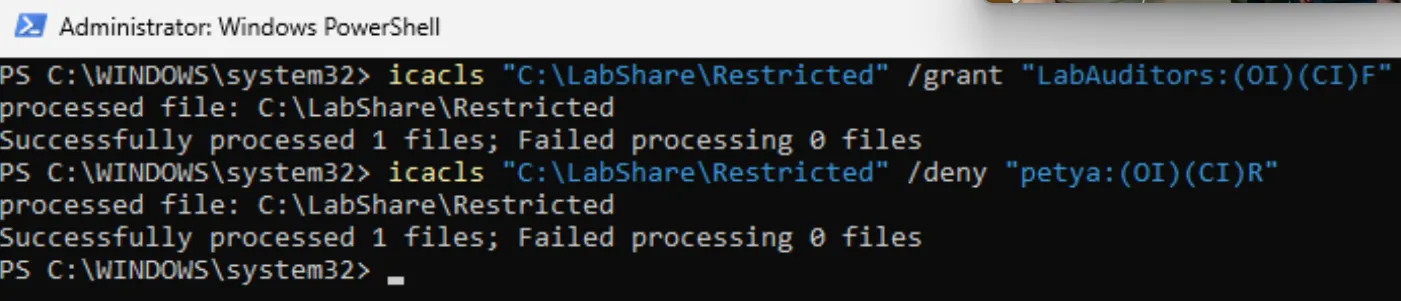 Administrator: Windows PowerShell
PS C:\WINDOWS\system32> icacls "C:\LabShare\Restricted" /grant "LabAuditors:(OI)(CI)F"
processed file: C:\LabShare\Restricted
Successfully processed 1 files; Failed processing 0 files
PS C:\WINDOWS\system32> icacls "C:\LabShare\Restricted" /deny "petya:(OI)(CI)R"
processed file: C:\LabShare\Restricted
Successfully processed 1 files; Failed processing 0 files
PS C:\WINDOWS\system32>